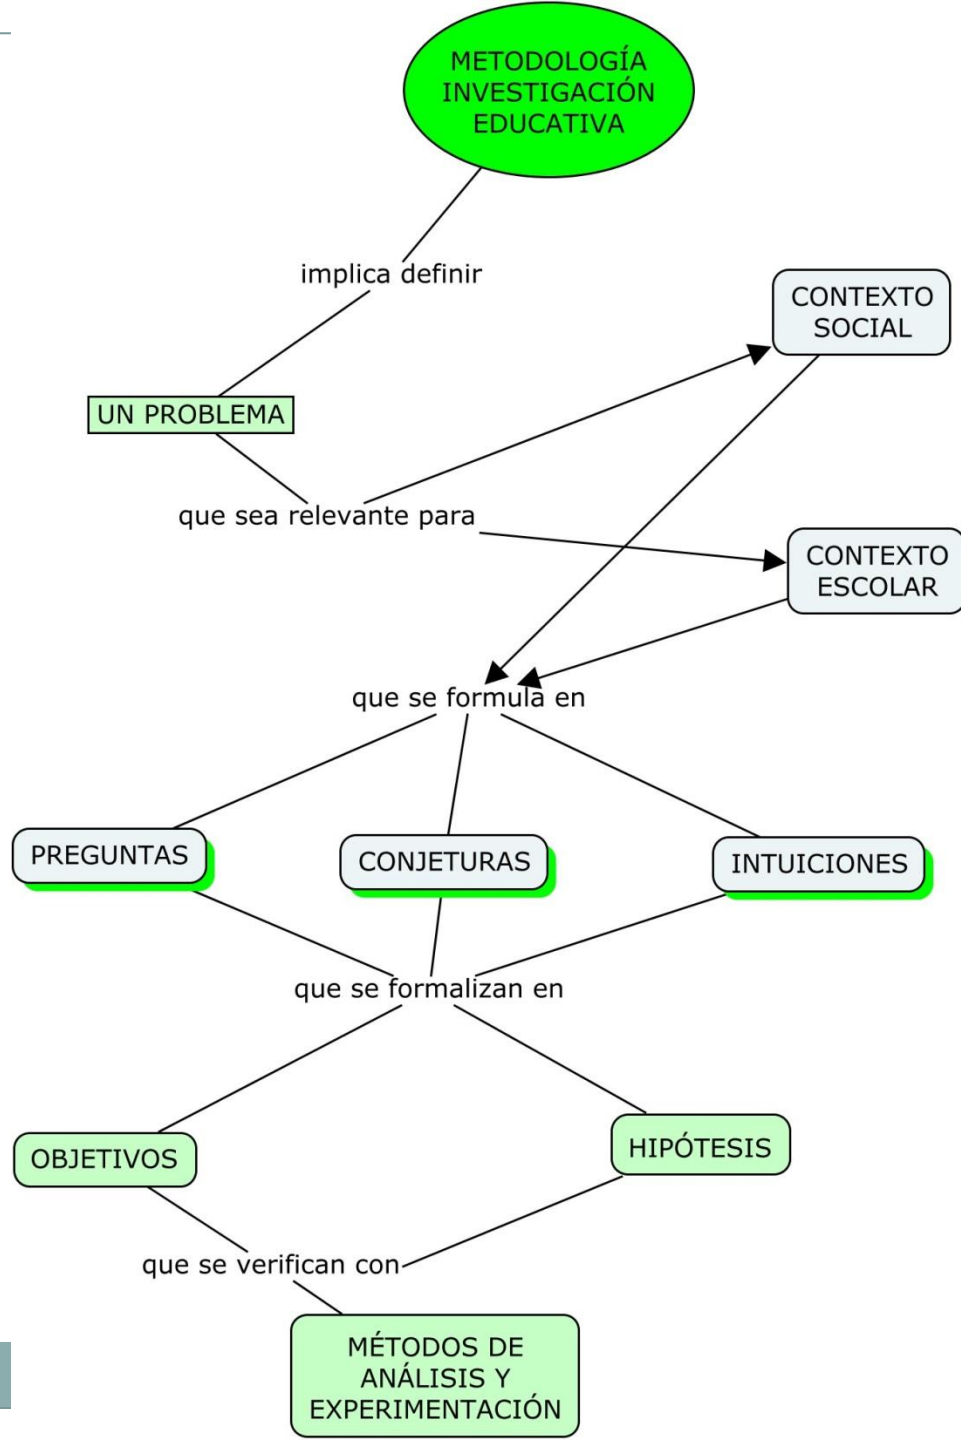 METODOLOGÍA
INVESTIGACIÓN
EDUCATIVA
implica definir
CONTEXTO
SOCIAL
UN PROBLEMA
que sea relevante para
CONTEXTO
ESCOLAR
que se formula en
PREGUNTAS
CONJETURAS
INTUICIONES
que se formalizan en
OBJETIVOS
HIPÓTESIS
que se verifican con
MÉTODOS DE
ANÁLISIS Y
EXPERIMENTACIÓN